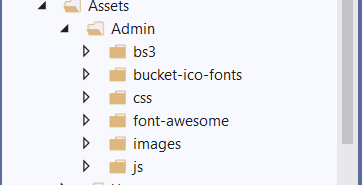 Assets
Admin
bs3
bucket-ico-fonts
css
font-awesome
images
js